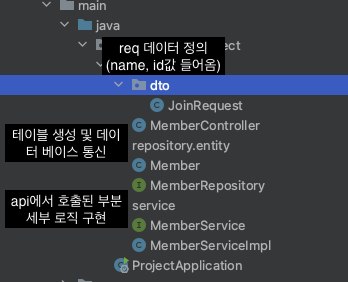 main
java
req 데이터 정의
(name, id값 들어옴)
dto
JoinRequest
MemberController
테이블 생성 및 데이
터 베이스 통신
repository.entity
Member
MemberRepository
api에서 호출된 부분
세부 로직 구현
service
MemberService
MemberServiceImpl
ProjectApplication